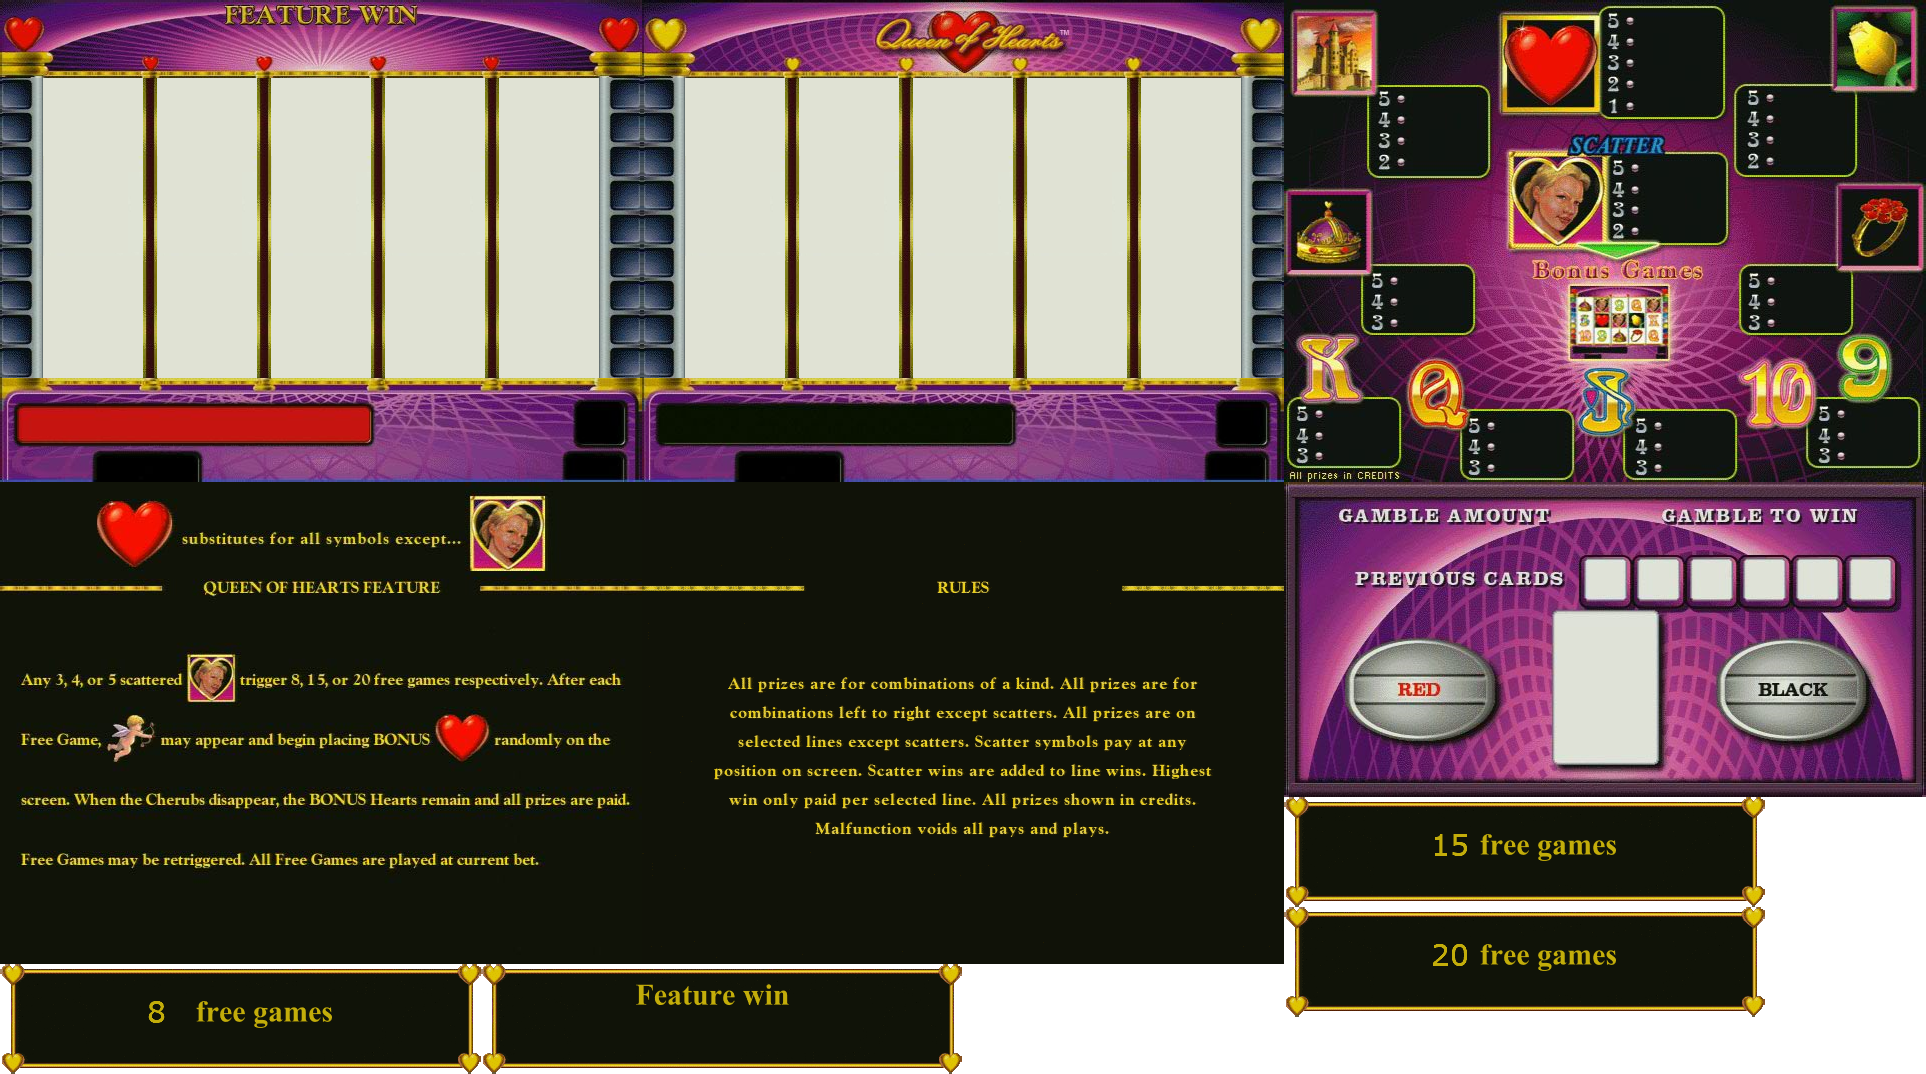 FEATURE WIN
Queen of Hearts™
5
4
3
2
1
5
4
3
2
5
4
3
2
SCATTER
5
4
3
2
Bonus Games
5
4
3
5
4
3
K
Q
J
10
9
5
4
3
5
4
3
5
4
3
5
4
3
All prizes in CREDITS
substitutes for all symbols except...
QUEEN OF HEARTS FEATURE
Any 3, 4, or 5 scattered trigger 8, 15, or 20 free games respectively. After each
Free Game, may appear and begin placing BONUS randomly on the
screen. When the Cherubs disappear, the BONUS Hearts remain and all prizes are paid.
Free Games may be retriggered. All Free Games are played at current bet.
RULES
All prizes are for combinations of a kind. All prizes are for
combinations left to right except scatters. All prizes are on
selected lines except scatters. Scatter symbols pay at any
position on screen. Scatter wins are added to line wins. Highest
win only paid per selected line. All prizes shown in credits.
Malfunction voids all pays and plays.
GAMBLE AMOUNT
GAMBLE TO WIN
PREVIOUS CARDS
RED
BLACK
15 free games
20 free games
8 free games
Feature win